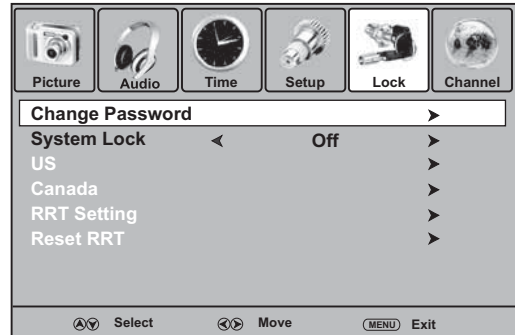 Picture Audio Time Setup Lock Channel
Change Password
System Lock Off
US
Canada
RRT Setting
Reset RRT
Select Move MENU Exit